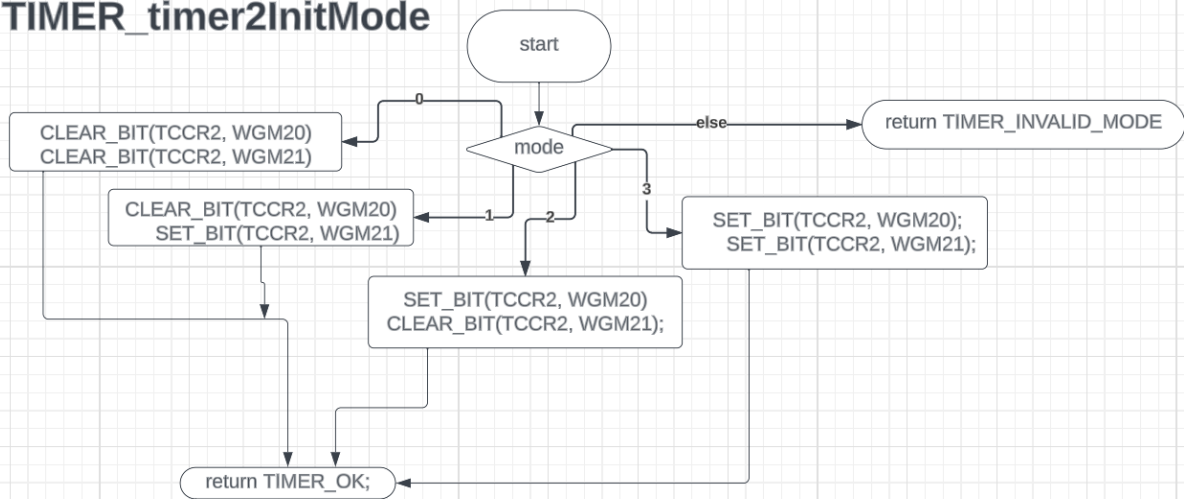 TIMER_timer2InitMode
start
0
else
return TIMER_INVALID_MODE
CLEAR_BIT(TCCR2, WGM20)
CLEAR_BIT(TCCR2, WGM21)
mode
3
CLEAR_BIT(TCCR2, WGM20)
SET_BIT(TCCR2, WGM21)
1
2
SET_BIT(TCCR2, WGM20);
SET_BIT(TCCR2, WGM21);
SET_BIT(TCCR2, WGM20)
CLEAR_BIT(TCCR2, WGM21);
return TIMER_OK;